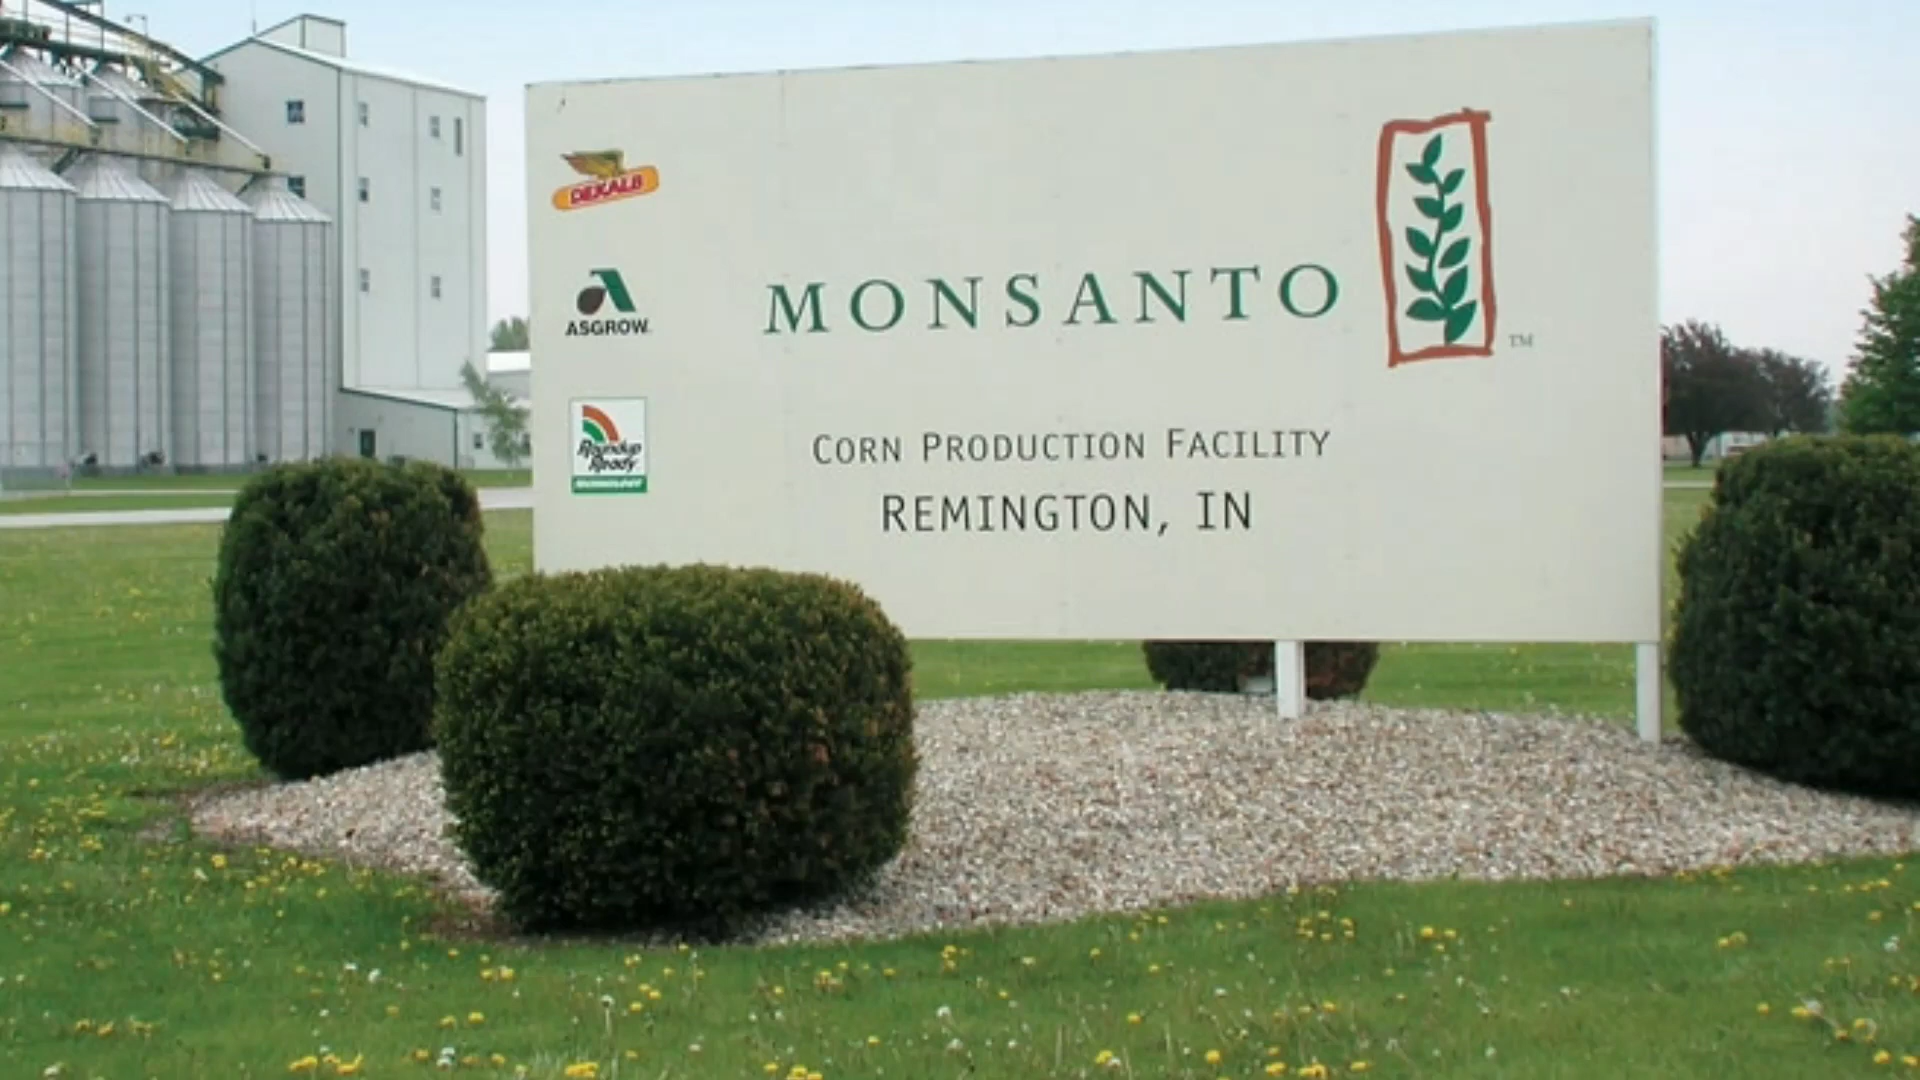 DEKALB
ASGROW
Roundup
Ready
MONSANTO
TM
CORN PRODUCTION FACILITY
REMINGTON, IN